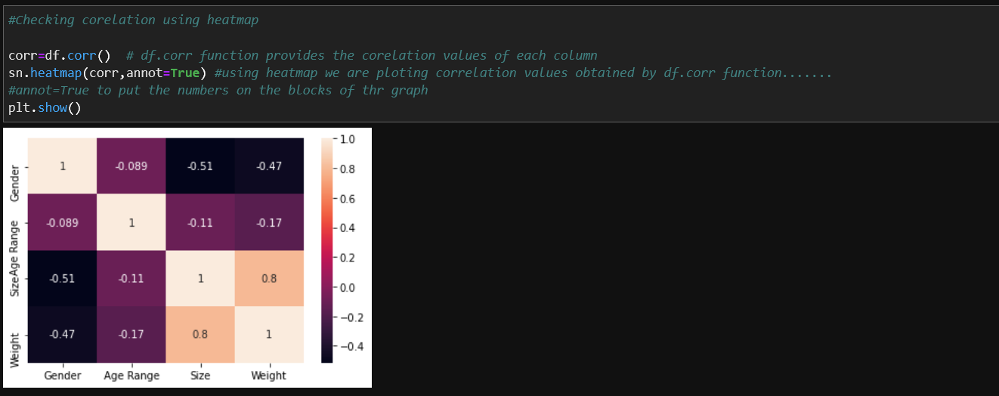 #Checking corelation using heatmap
corr=df.corr()  # df.corr function provides the corelation values of each column
sn.heatmap(corr,annot=True) #using heatmap we are ploting correlation values obtained by df.corr function.......
#annot=True to put the numbers on the blocks of thr graph
plt.show()
Gender 1 -0.089 -0.51 -0.47
Age Range -0.089 1 -0.11 -0.17
Size -0.51 -0.11 1 0.8
Weight -0.47 -0.17 0.8 1
Gender Age Range Size Weight
1.0
0.8
0.6
0.4
0.2
0.0
−0.2
−0.4